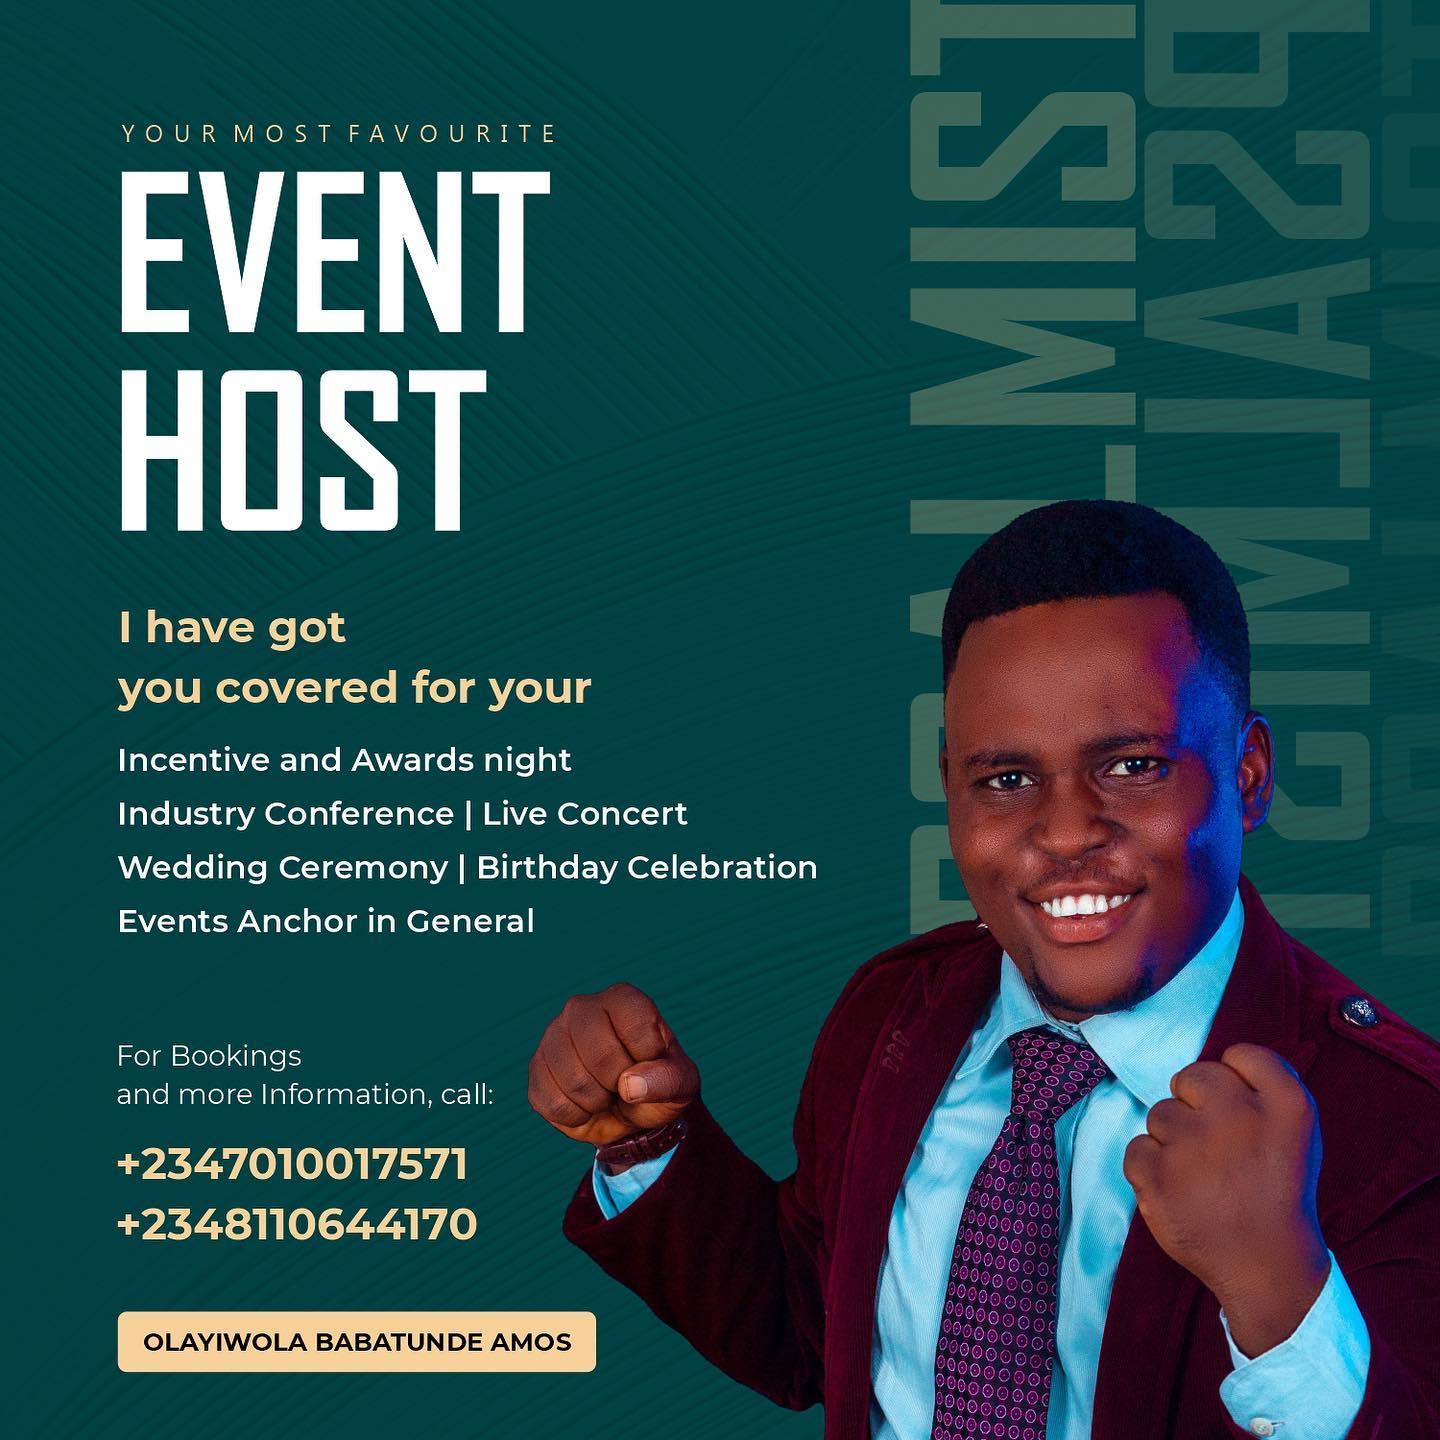 YOUR MOST FAVOURITE
EVENT
HOST
I have got
you covered for your
Incentive and Awards night
Industry Conference | Live Concert
Wedding Ceremony | Birthday Celebration
Events Anchor in General
For Bookings
and more Information, call:
+2347010017571
+2348110644170
OLAYIWOLA BABATUNDE AMOS